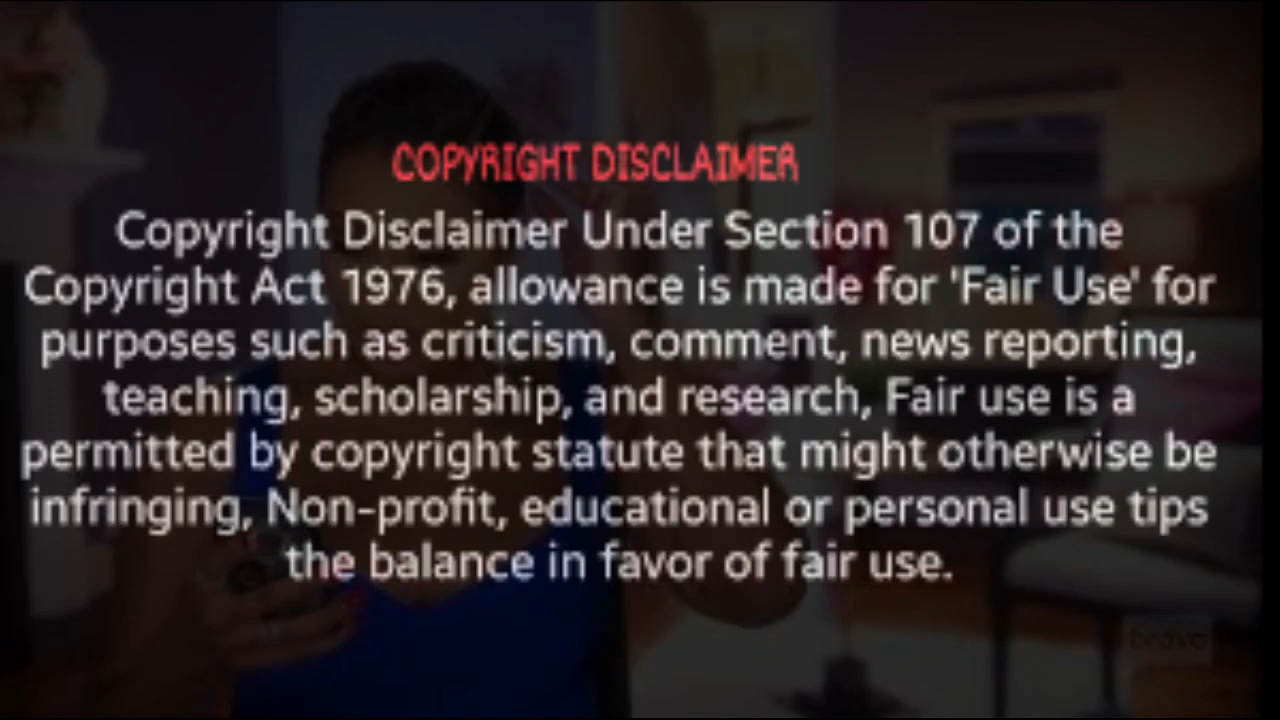 COPYRIGHT DISCLAIMER
Copyright Disclaimer Under Section 107 of the
Copyright Act 1976, allowance is made for 'Fair Use' for
purposes such as criticism, comment, news reporting,
teaching, scholarship, and research, Fair use is a
permitted by copyright statute that might otherwise be
infringing, Non-profit, educational or personal use tips
the balance in favor of fair use.
bravo